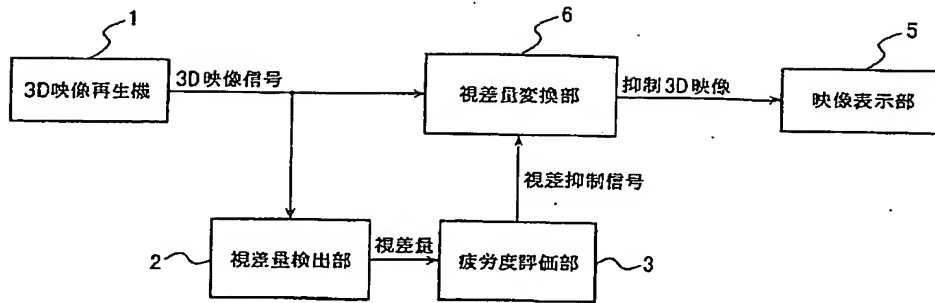 1
6
5
3D映像再生機
3D映像信号
視差量変換部
抑制3D映像
映像表示部
視差抑制信号
2
視差量検出部
視差量
疲労度評価部
3